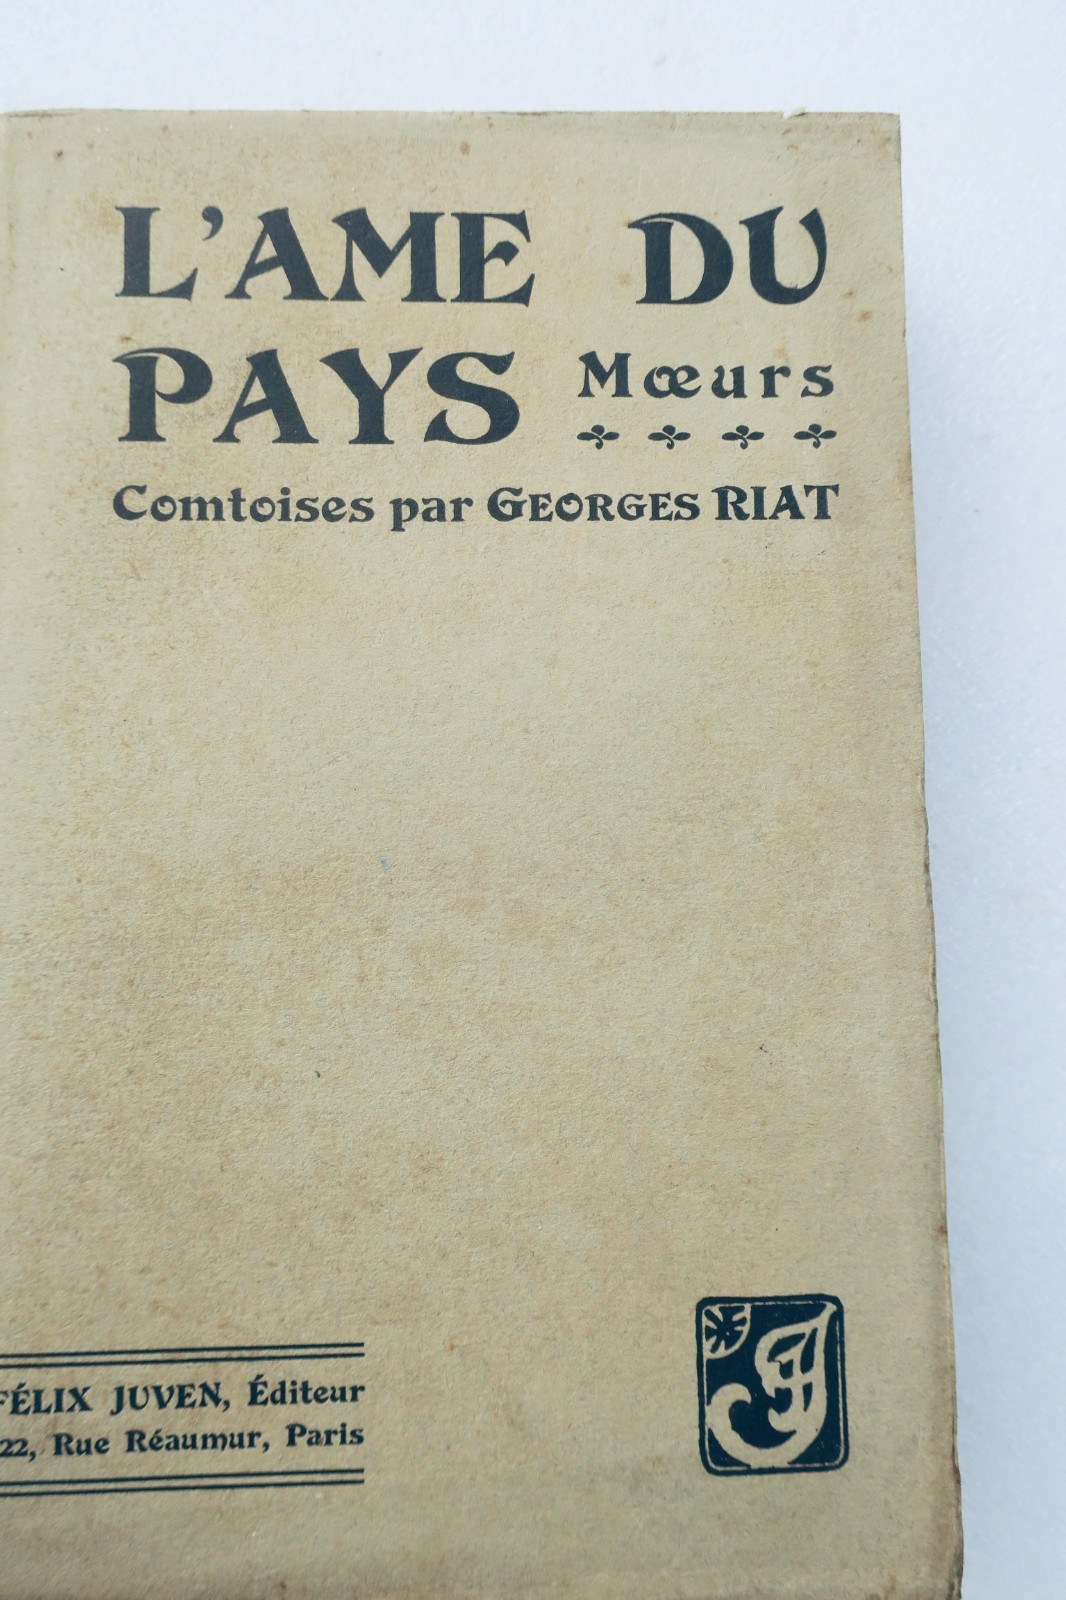 L'AME DU
PAYS Mœurs
Comtoises par GEORGES RIAT
FÉLIX JUVEN, Éditeur
22, Rue Réaumur, Paris